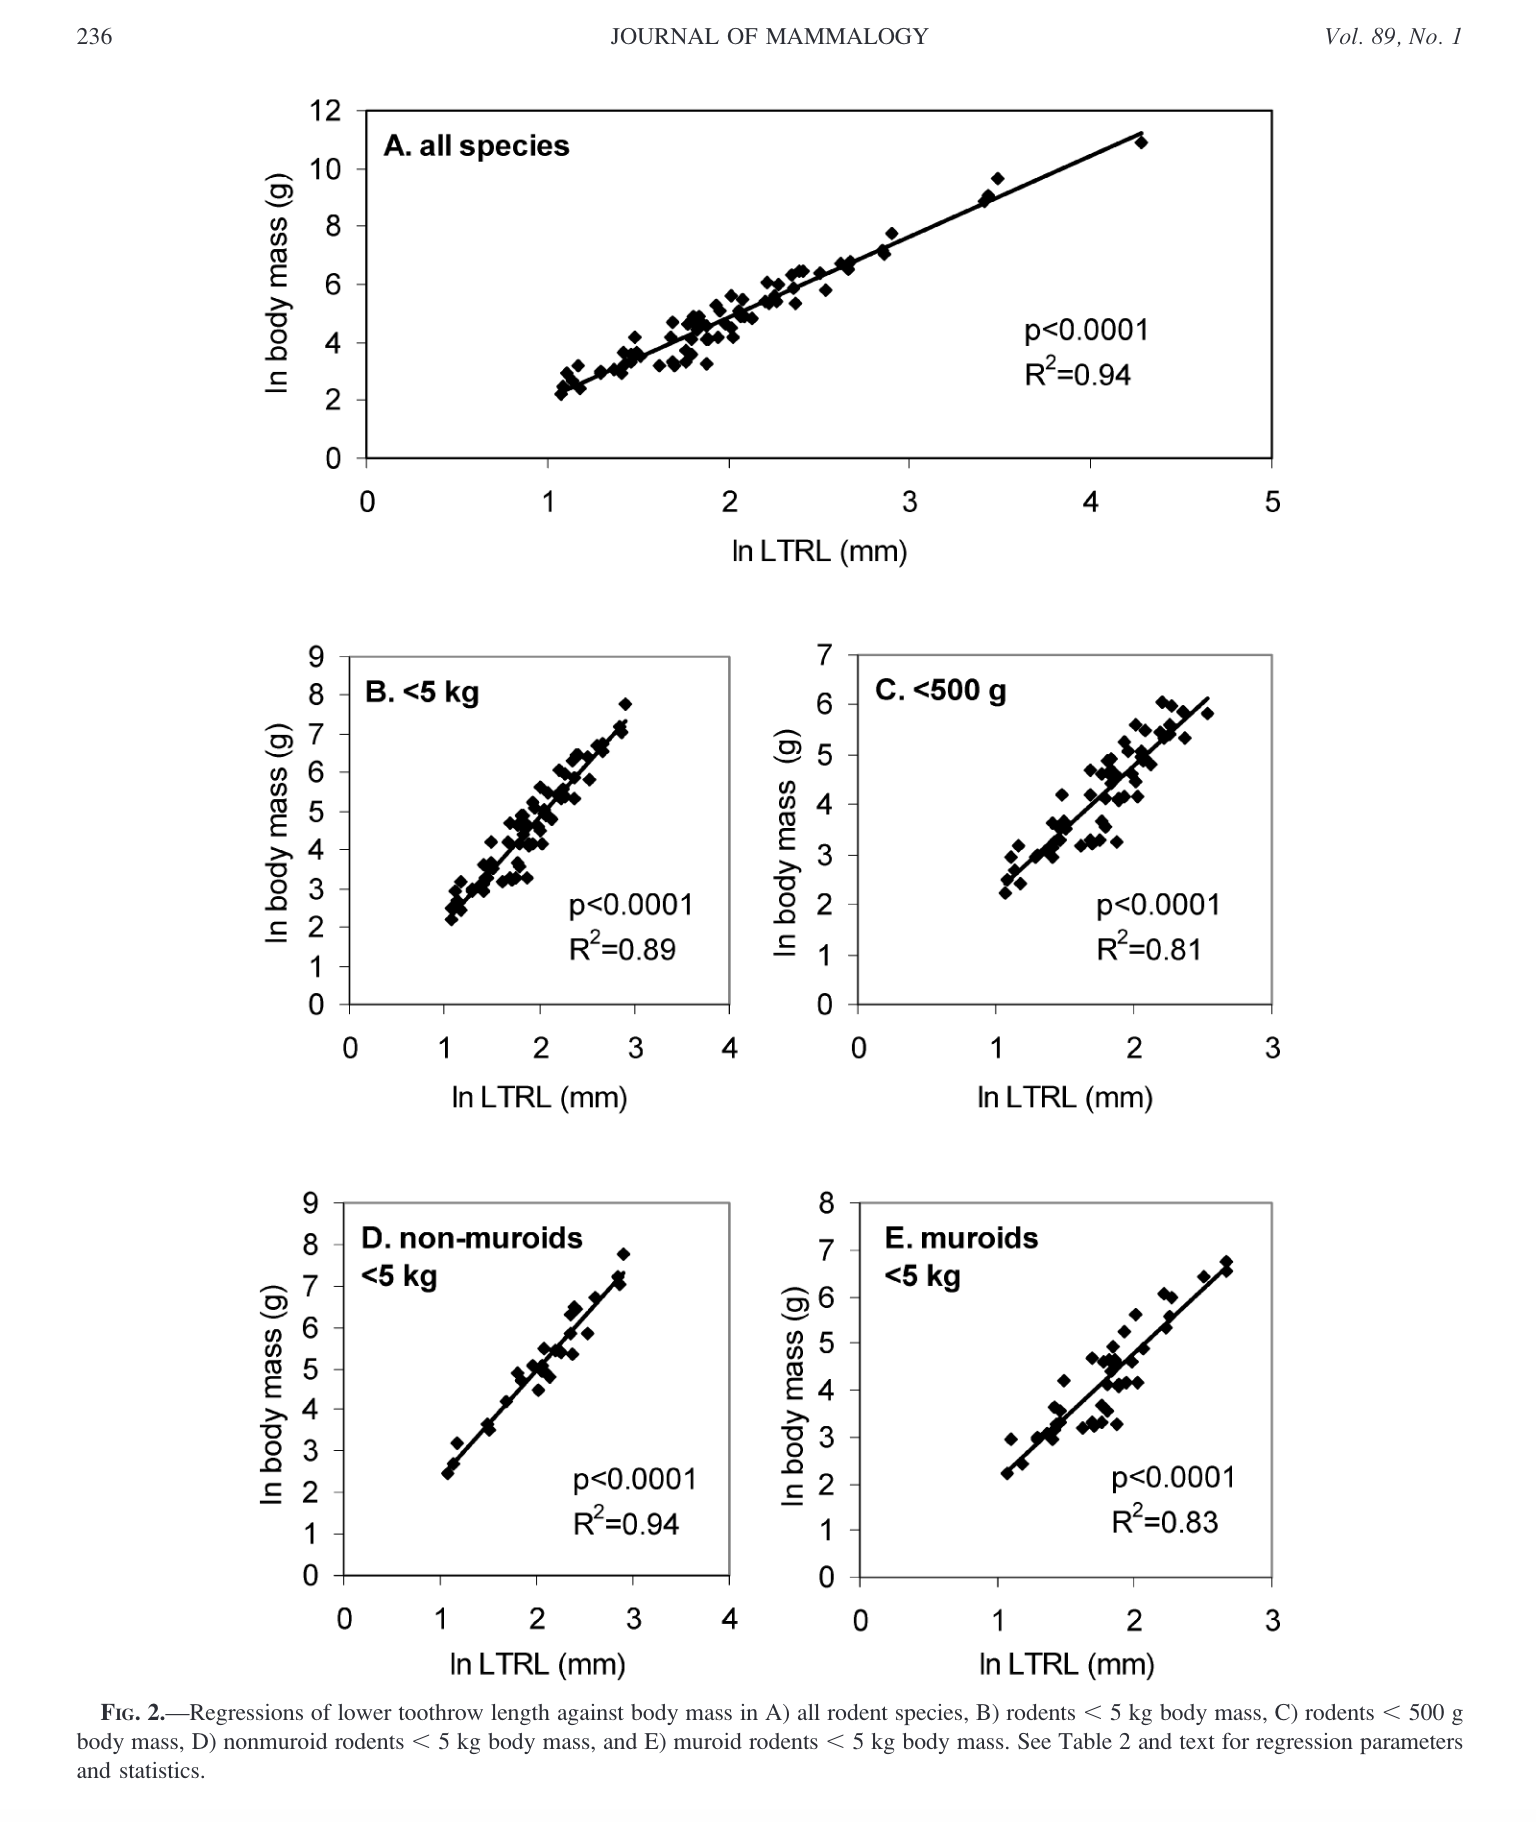 236
JOURNAL OF MAMMALOGY
Vol. 89, No. 1
A. all species
12
10
8
6
4
2
0
ln body mass (g)
p<0.0001
R²=0.94
0 1 2 3 4 5
ln LTRL (mm)
B. <5 kg
9
8
7
6
5
4
3
2
1
0
ln body mass (g)
p<0.0001
R²=0.89
0 1 2 3 4
ln LTRL (mm)
C. <500 g
7
6
5
4
3
2
1
0
ln body mass (g)
p<0.0001
R²=0.81
0 1 2 3
ln LTRL (mm)
D. non-muroids
<5 kg
9
8
7
6
5
4
3
2
1
0
ln body mass (g)
p<0.0001
R²=0.94
0 1 2 3 4
ln LTRL (mm)
E. muroids
<5 kg
8
7
6
5
4
3
2
1
0
ln body mass (g)
p<0.0001
R²=0.83
0 1 2 3
ln LTRL (mm)
FIG. 2.—Regressions of lower toothrow length against body mass in A) all rodent species, B) rodents < 5 kg body mass, C) rodents < 500 g
body mass, D) nonmuroid rodents < 5 kg body mass, and E) muroid rodents < 5 kg body mass. See Table 2 and text for regression parameters
and statistics.